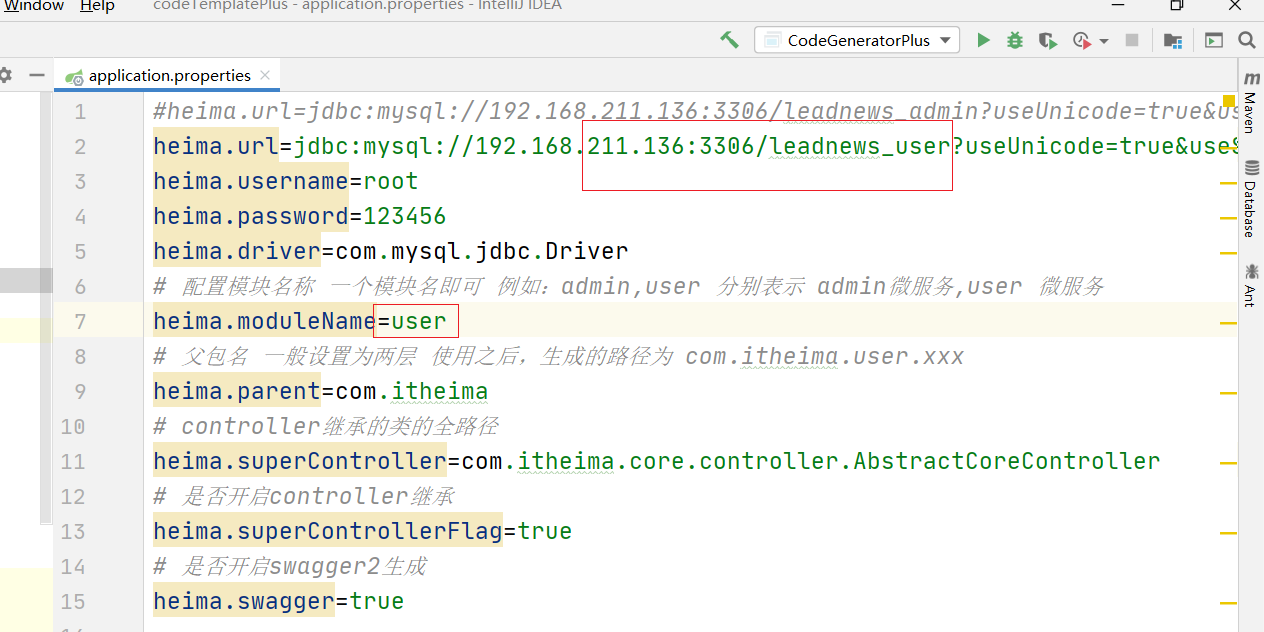 Window Help codeTemplatePlus - application.properties - IntelliJ IDEA
CodeGeneratorPlus
application.properties
1 #heima.url=jdbc:mysql://192.168.211.136:3306/leadnews_admin?useUnicode=true&us
2 heima.url=jdbc:mysql://192.168.211.136:3306/leadnews_user?useUnicode=true&use
3 heima.username=root
4 heima.password=123456
5 heima.driver=com.mysql.jdbc.Driver
6 # 配置模块名称 一个模块名即可 例如：admin,user 分别表示 admin微服务,user 微服务
7 heima.moduleName=user
8 # 父包名 一般设置为两层 使用之后，生成的路径为 com.itheima.user.xxx
9 heima.parent=com.itheima
10 # controller继承的类的全路径
11 heima.superController=com.itheima.core.controller.AbstractCoreController
12 # 是否开启controller继承
13 heima.superControllerFlag=true
14 # 是否开启swagger2生成
15 heima.swagger=true
m Maven
Database
Ant